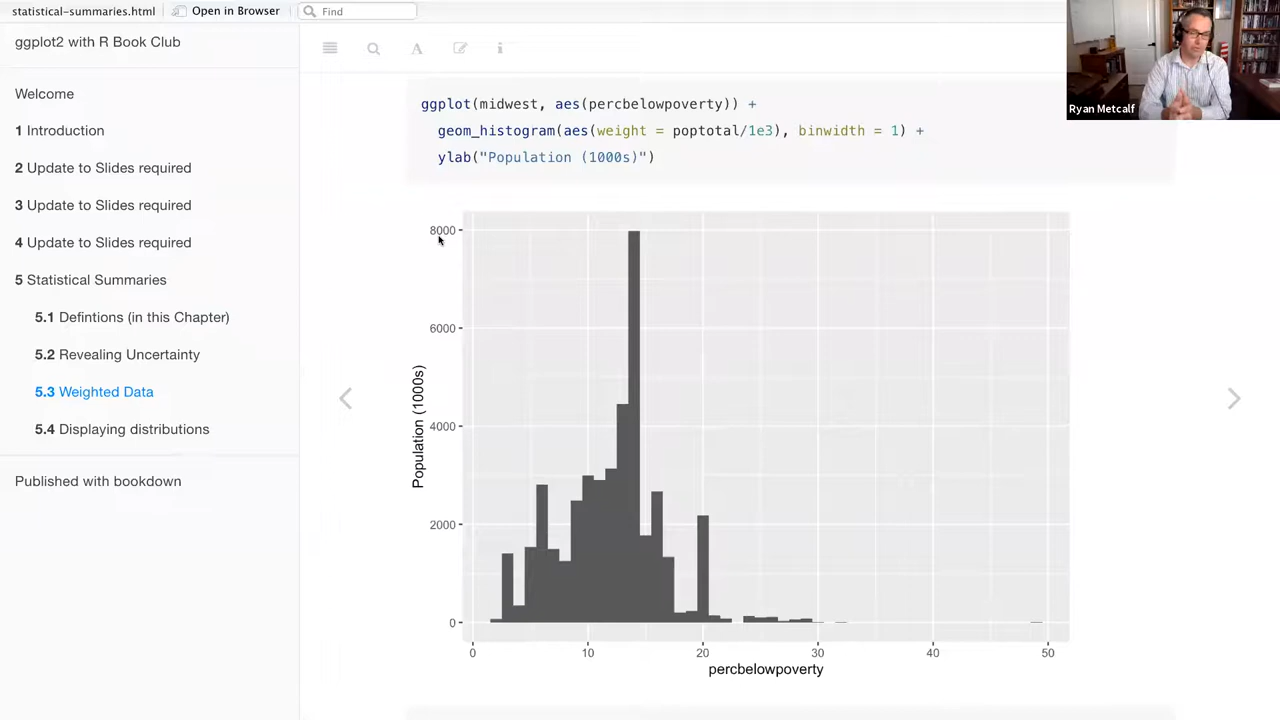 statistical-summaries.html Open in Browser Find
ggplot2 with R Book Club
Welcome
1 Introduction
2 Update to Slides required
3 Update to Slides required
4 Update to Slides required
5 Statistical Summaries
5.1 Defintions (in this Chapter)
5.2 Revealing Uncertainty
5.3 Weighted Data
5.4 Displaying distributions
Published with bookdown
A i
ggplot(midwest, aes(percbelowpoverty)) +
geom_histogram(aes(weight = poptotal/1e3), binwidth = 1) +
ylab("Population (1000s)")
8000
6000
4000
2000
0
Population (1000s)
0 10 20 30 40 50
percbelowpoverty
Ryan Metcalf